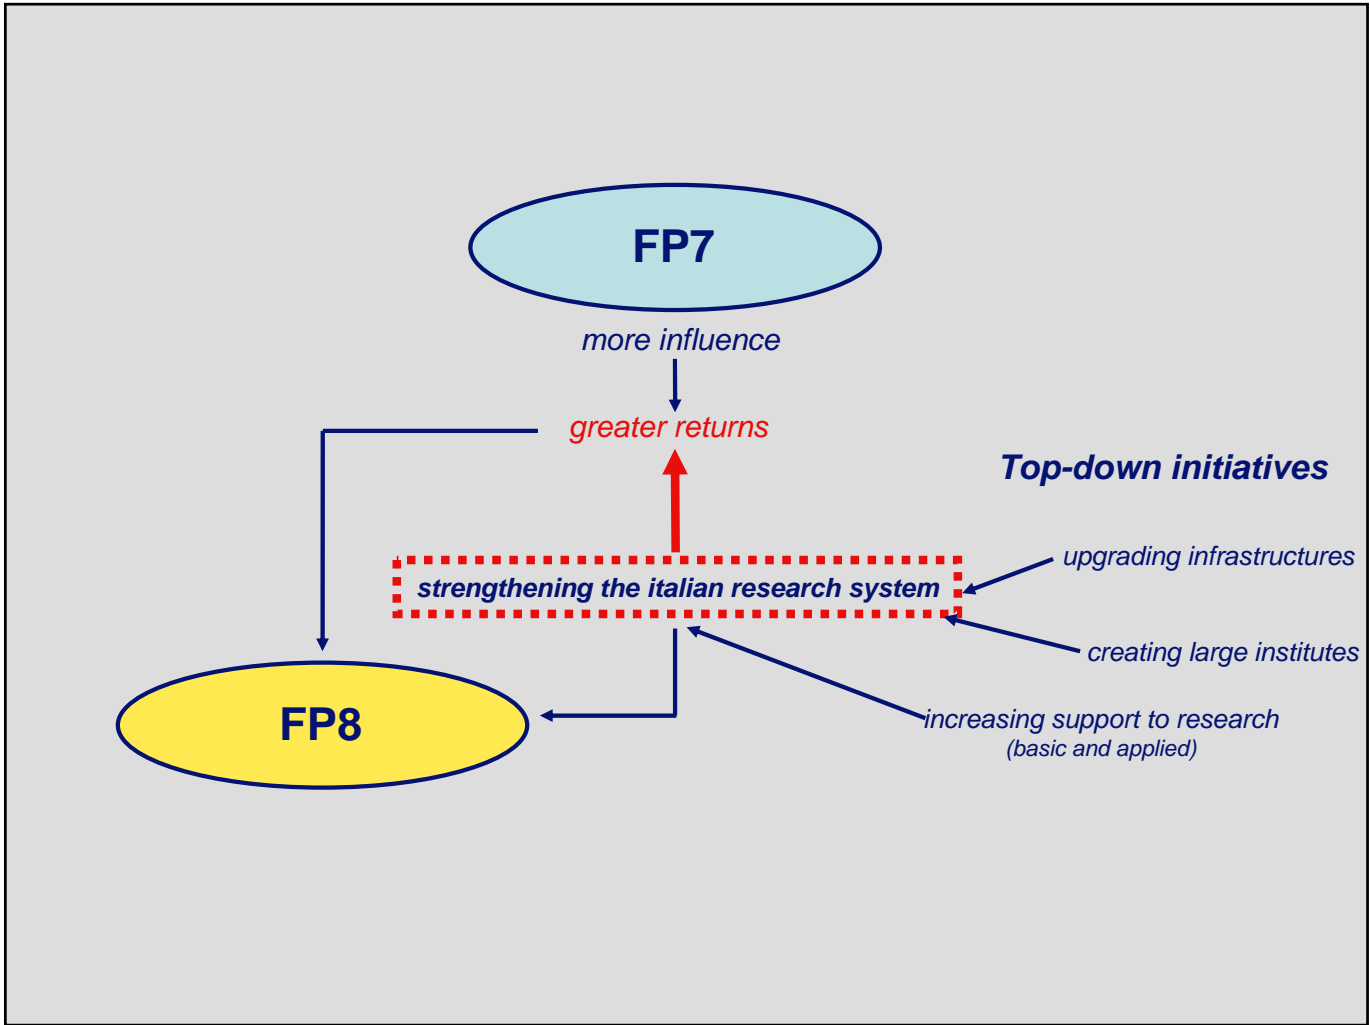 FP7
more influence
greater returns
Top-down initiatives
upgrading infrastructures
strengthening the italian research system
creating large institutes
FP8
increasing support to research
(basic and applied)